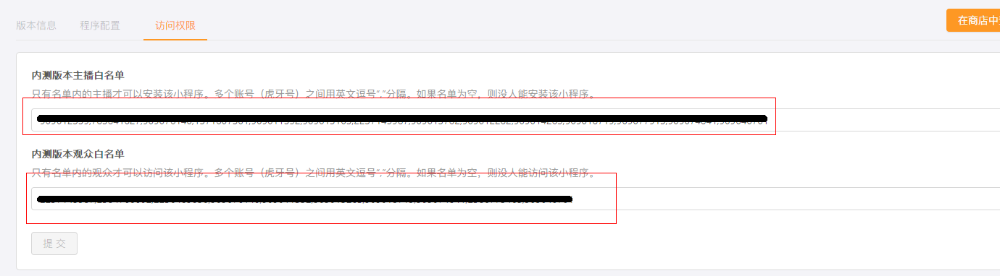 版本信息 程序配置 访问权限 在商店中
内测版本主播白名单
只有名单内的主播才可以安装该小程序。多个账号（虎牙号）之间用英文逗号“,”分隔。如果名单为空，则没人能安装该小程序。
内测版本观众白名单
只有名单内的观众才可以访问该小程序。多个账号（虎牙号）之间用英文逗号“,”分隔。如果名单为空，则没人能访问该小程序。
提 交